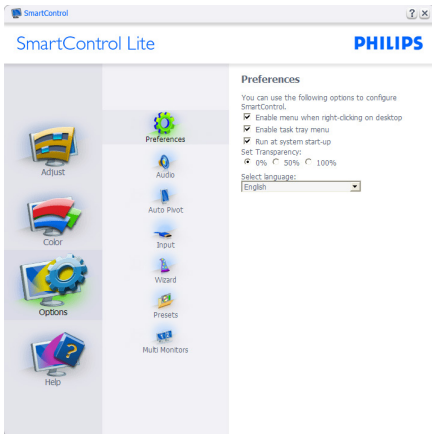 SmartControl
? ×
SmartControl Lite
PHILIPS
Adjust
Color
Options
Help
Preferences
Audio
Auto Pivot
Input
Wizard
Presets
Multi Monitors
Preferences
You can use the following options to configure
SmartControl.
Enable menu when right-clicking on desktop
Enable task tray menu
Run at system start-up
Set Transparency:
0% 50% 100%
Select language:
English